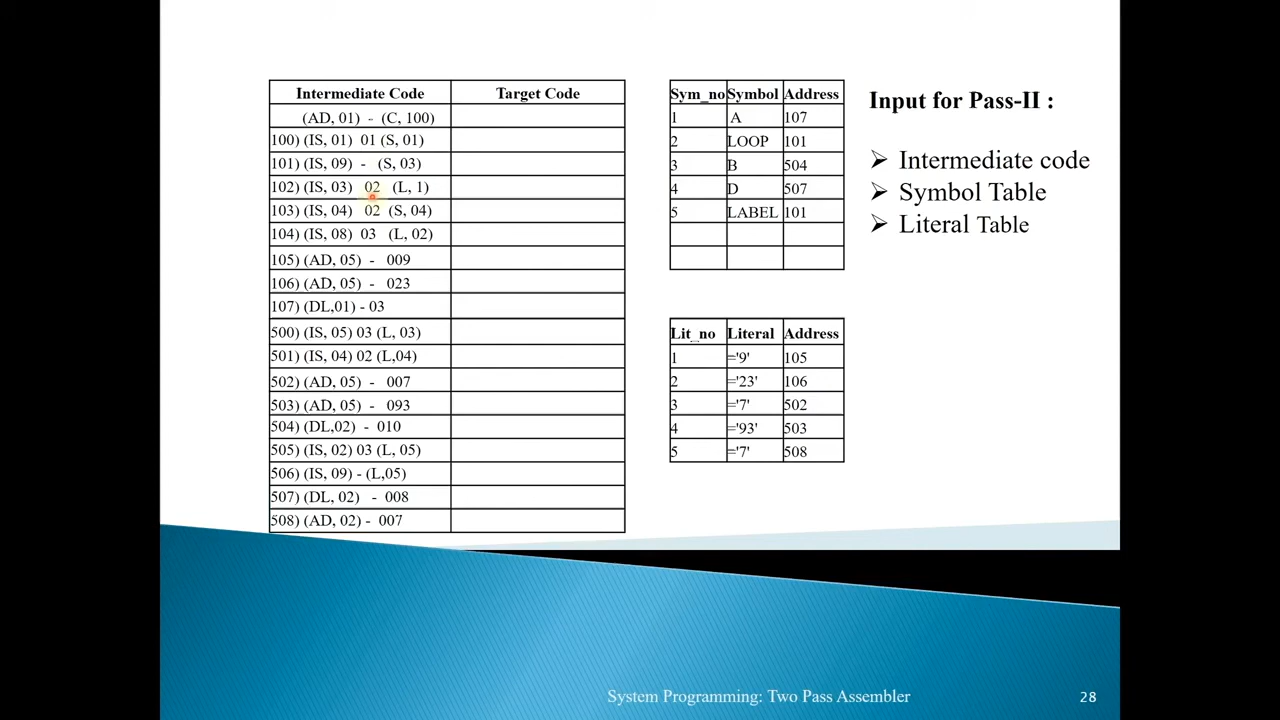 Intermediate Code Target Code
(AD, 01) - (C, 100)
100) (IS, 01) 01 (S, 01)
101) (IS, 09) - (S, 03)
102) (IS, 03) 02 (L, 1)
103) (IS, 04) 02 (S, 04)
104) (IS, 08) 03 (L, 02)
105) (AD, 05) - 009
106) (AD, 05) - 023
107) (DL,01) - 03
500) (IS, 05) 03 (L, 03)
501) (IS, 04) 02 (L,04)
502) (AD, 05) - 007
503) (AD, 05) - 093
504) (DL,02) - 010
505) (IS, 02) 03 (L, 05)
506) (IS, 09) - (L,05)
507) (DL, 02) - 008
508) (AD, 02) - 007
Sym_no Symbol Address
1 A 107
2 LOOP 101
3 B 504
4 D 507
5 LABEL 101
Lit_no Literal Address
1 ='9' 105
2 ='23' 106
3 ='7' 502
4 ='93' 503
5 ='7' 508
Input for Pass-II :
➢ Intermediate code
➢ Symbol Table
➢ Literal Table
System Programming: Two Pass Assembler 28